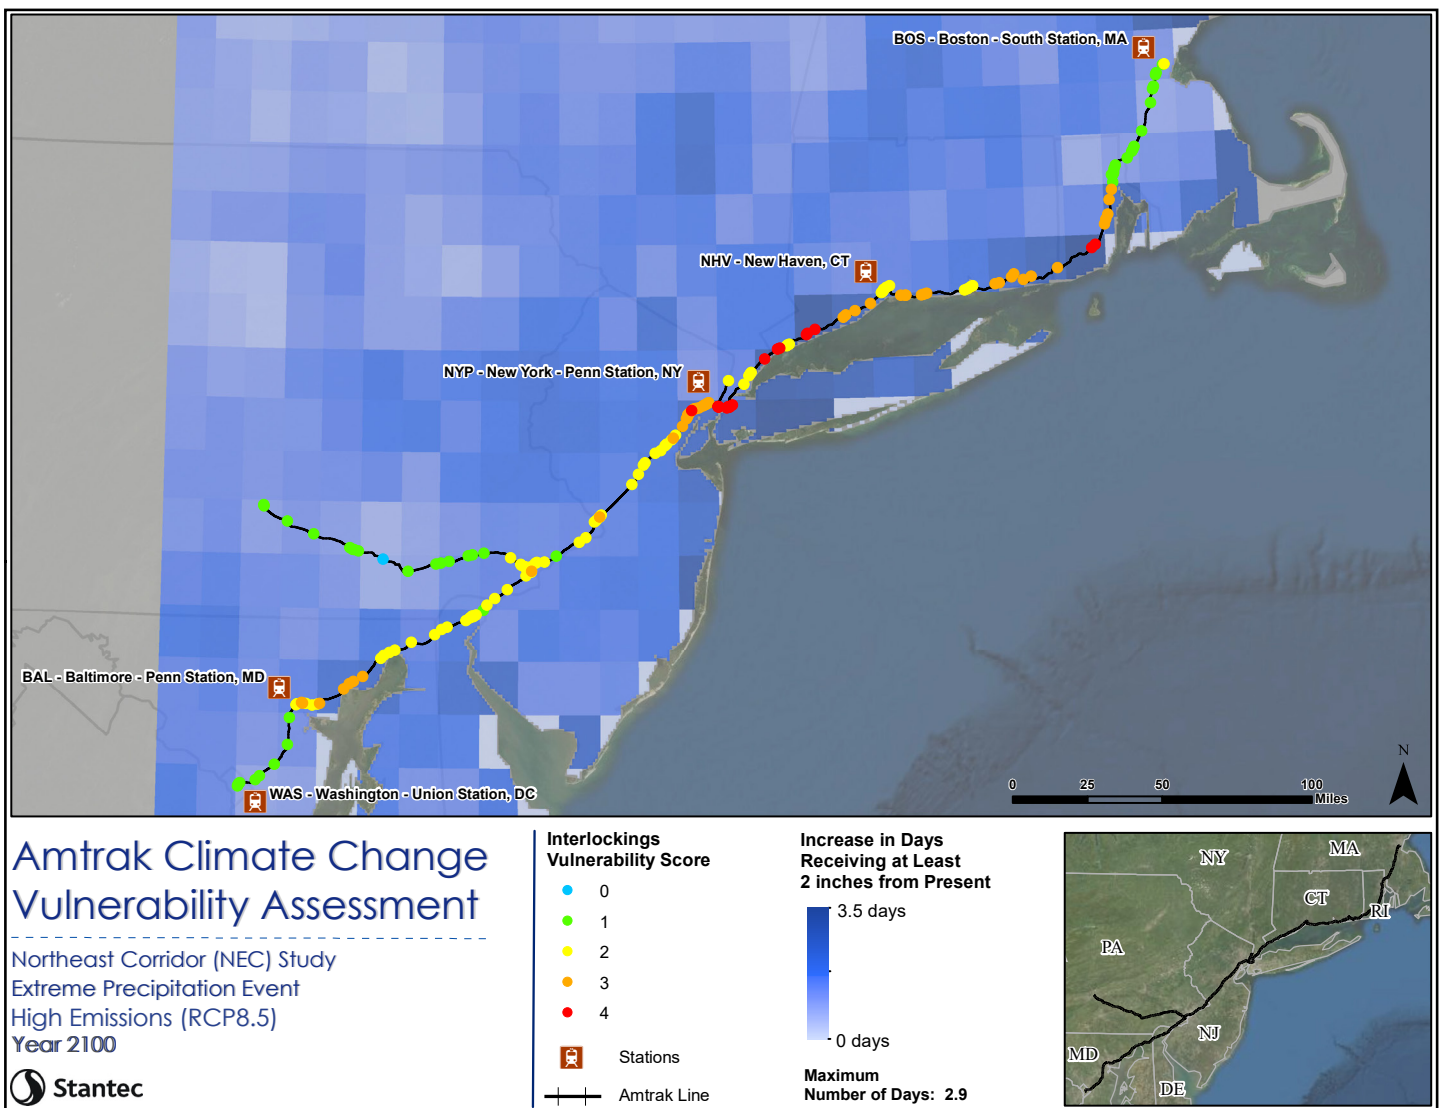 BOS - Boston - South Station, MA
NHV - New Haven, CT
NYP - New York - Penn Station, NY
BAL - Baltimore - Penn Station, MD
WAS - Washington - Union Station, DC
N
0 25 50 100
Miles
Amtrak Climate Change
Vulnerability Assessment
Northeast Corridor (NEC) Study
Extreme Precipitation Event
High Emissions (RCP8.5)
Year 2100
Stantec
Interlockings
Vulnerability Score
0
1
2
3
4
Stations
Amtrak Line
Increase in Days
Receiving at Least
2 inches from Present
3.5 days
0 days
Maximum
Number of Days: 2.9
NY
MA
CT
RI
PA
NJ
MD
DE